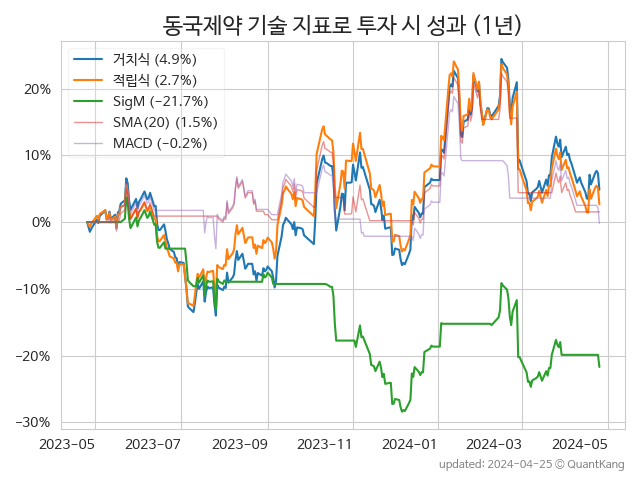 동국제약 기술 지표로 투자 시 성과 (1년)
거치식 (4.9%)
적립식 (2.7%)
SigM (−21.7%)
SMA(20) (1.5%)
MACD (−0.2%)
20%
10%
0%
−10%
−20%
−30%
2023-05 2023-07 2023-09 2023-11 2024-01 2024-03 2024-05
updated: 2024-04-25 © QuantKang